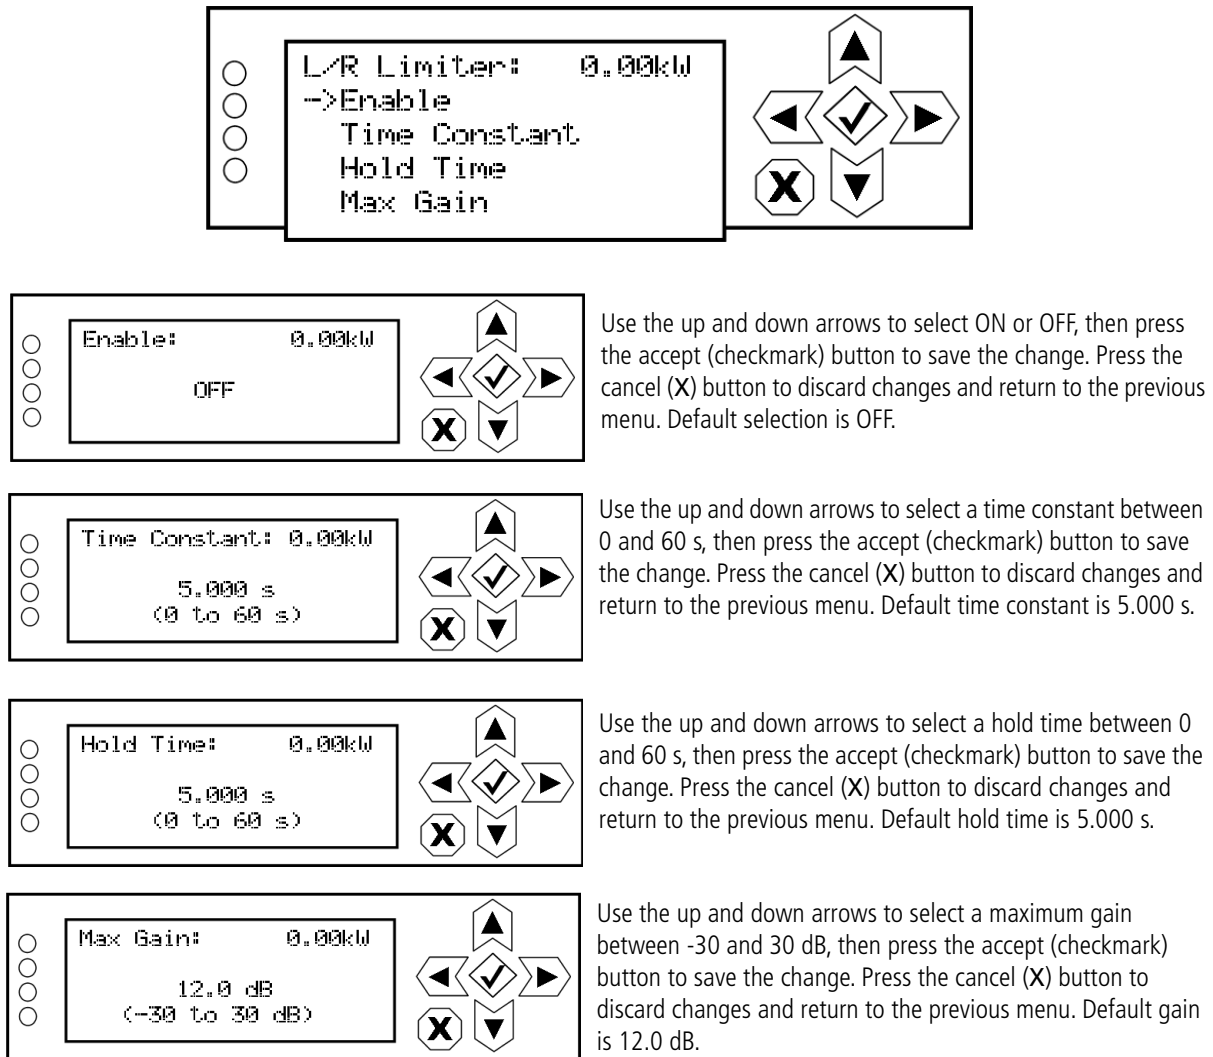 L/R Limiter: 0.00kW
->Enable
Time Constant
Hold Time
Max Gain
X
Enable: 0.00kW
OFF
X
Use the up and down arrows to select ON or OFF, then press
the accept (checkmark) button to save the change. Press the
cancel (X) button to discard changes and return to the previous
menu. Default selection is OFF.
Time Constant: 0.00kW
5.000 s
(0 to 60 s)
X
Use the up and down arrows to select a time constant between
0 and 60 s, then press the accept (checkmark) button to save
the change. Press the cancel (X) button to discard changes and
return to the previous menu. Default time constant is 5.000 s.
Hold Time: 0.00kW
5.000 s
(0 to 60 s)
X
Use the up and down arrows to select a hold time between 0
and 60 s, then press the accept (checkmark) button to save the
change. Press the cancel (X) button to discard changes and
return to the previous menu. Default hold time is 5.000 s.
Max Gain: 0.00kW
12.0 dB
(-30 to 30 dB)
X
Use the up and down arrows to select a maximum gain
between -30 and 30 dB, then press the accept (checkmark)
button to save the change. Press the cancel (X) button to
discard changes and return to the previous menu. Default gain
is 12.0 dB.